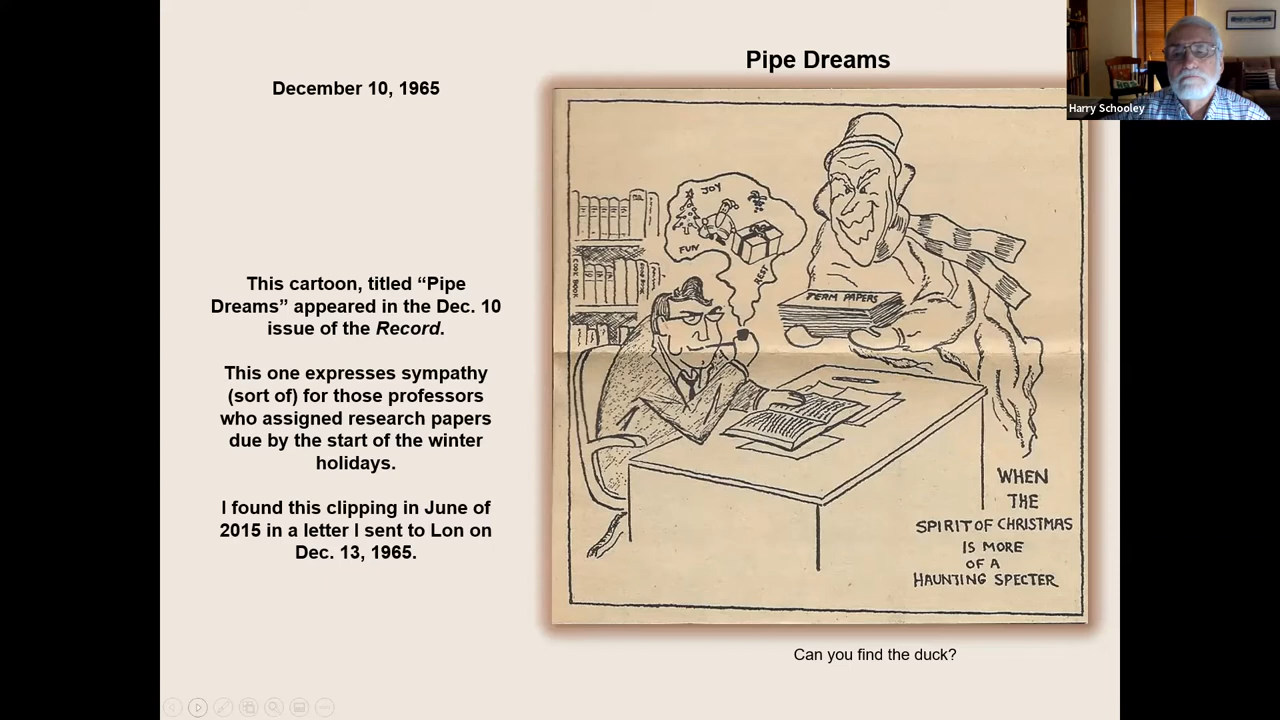 Pipe Dreams
December 10, 1965
Harry Schooley
This cartoon, titled “Pipe
Dreams” appeared in the Dec. 10
issue of the Record.
This one expresses sympathy
(sort of) for those professors
who assigned research papers
due by the start of the winter
holidays.
I found this clipping in June of
2015 in a letter I sent to Lon on
Dec. 13, 1965.
JOY
FUN
REST
TERM PAPERS
COOK BOOK
WHEN
THE
SPIRIT OF CHRISTMAS
IS MORE
OF A
HAUNTING SPECTER
Can you find the duck?